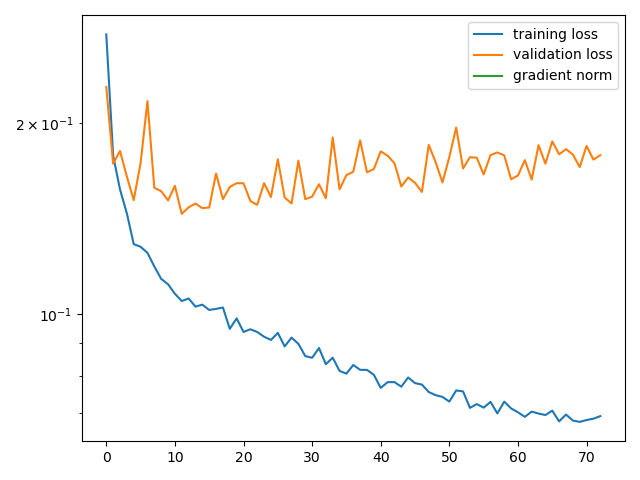 training loss
validation loss
gradient norm
2 × 10⁻¹
10⁻¹
0 10 20 30 40 50 60 70